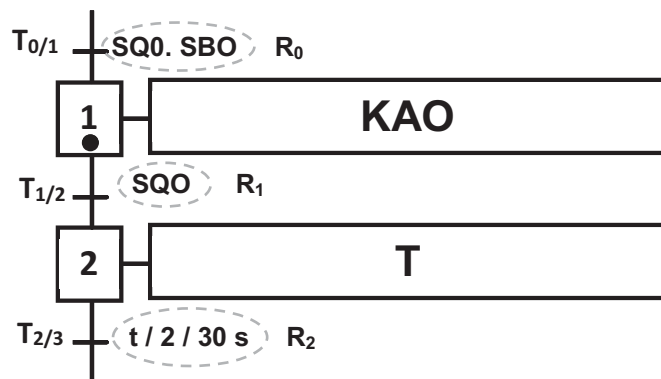 T0/1 SQ0. SBO R0
1 KAO
T1/2 SQO R1
2 T
T2/3 t / 2 / 30 s R2